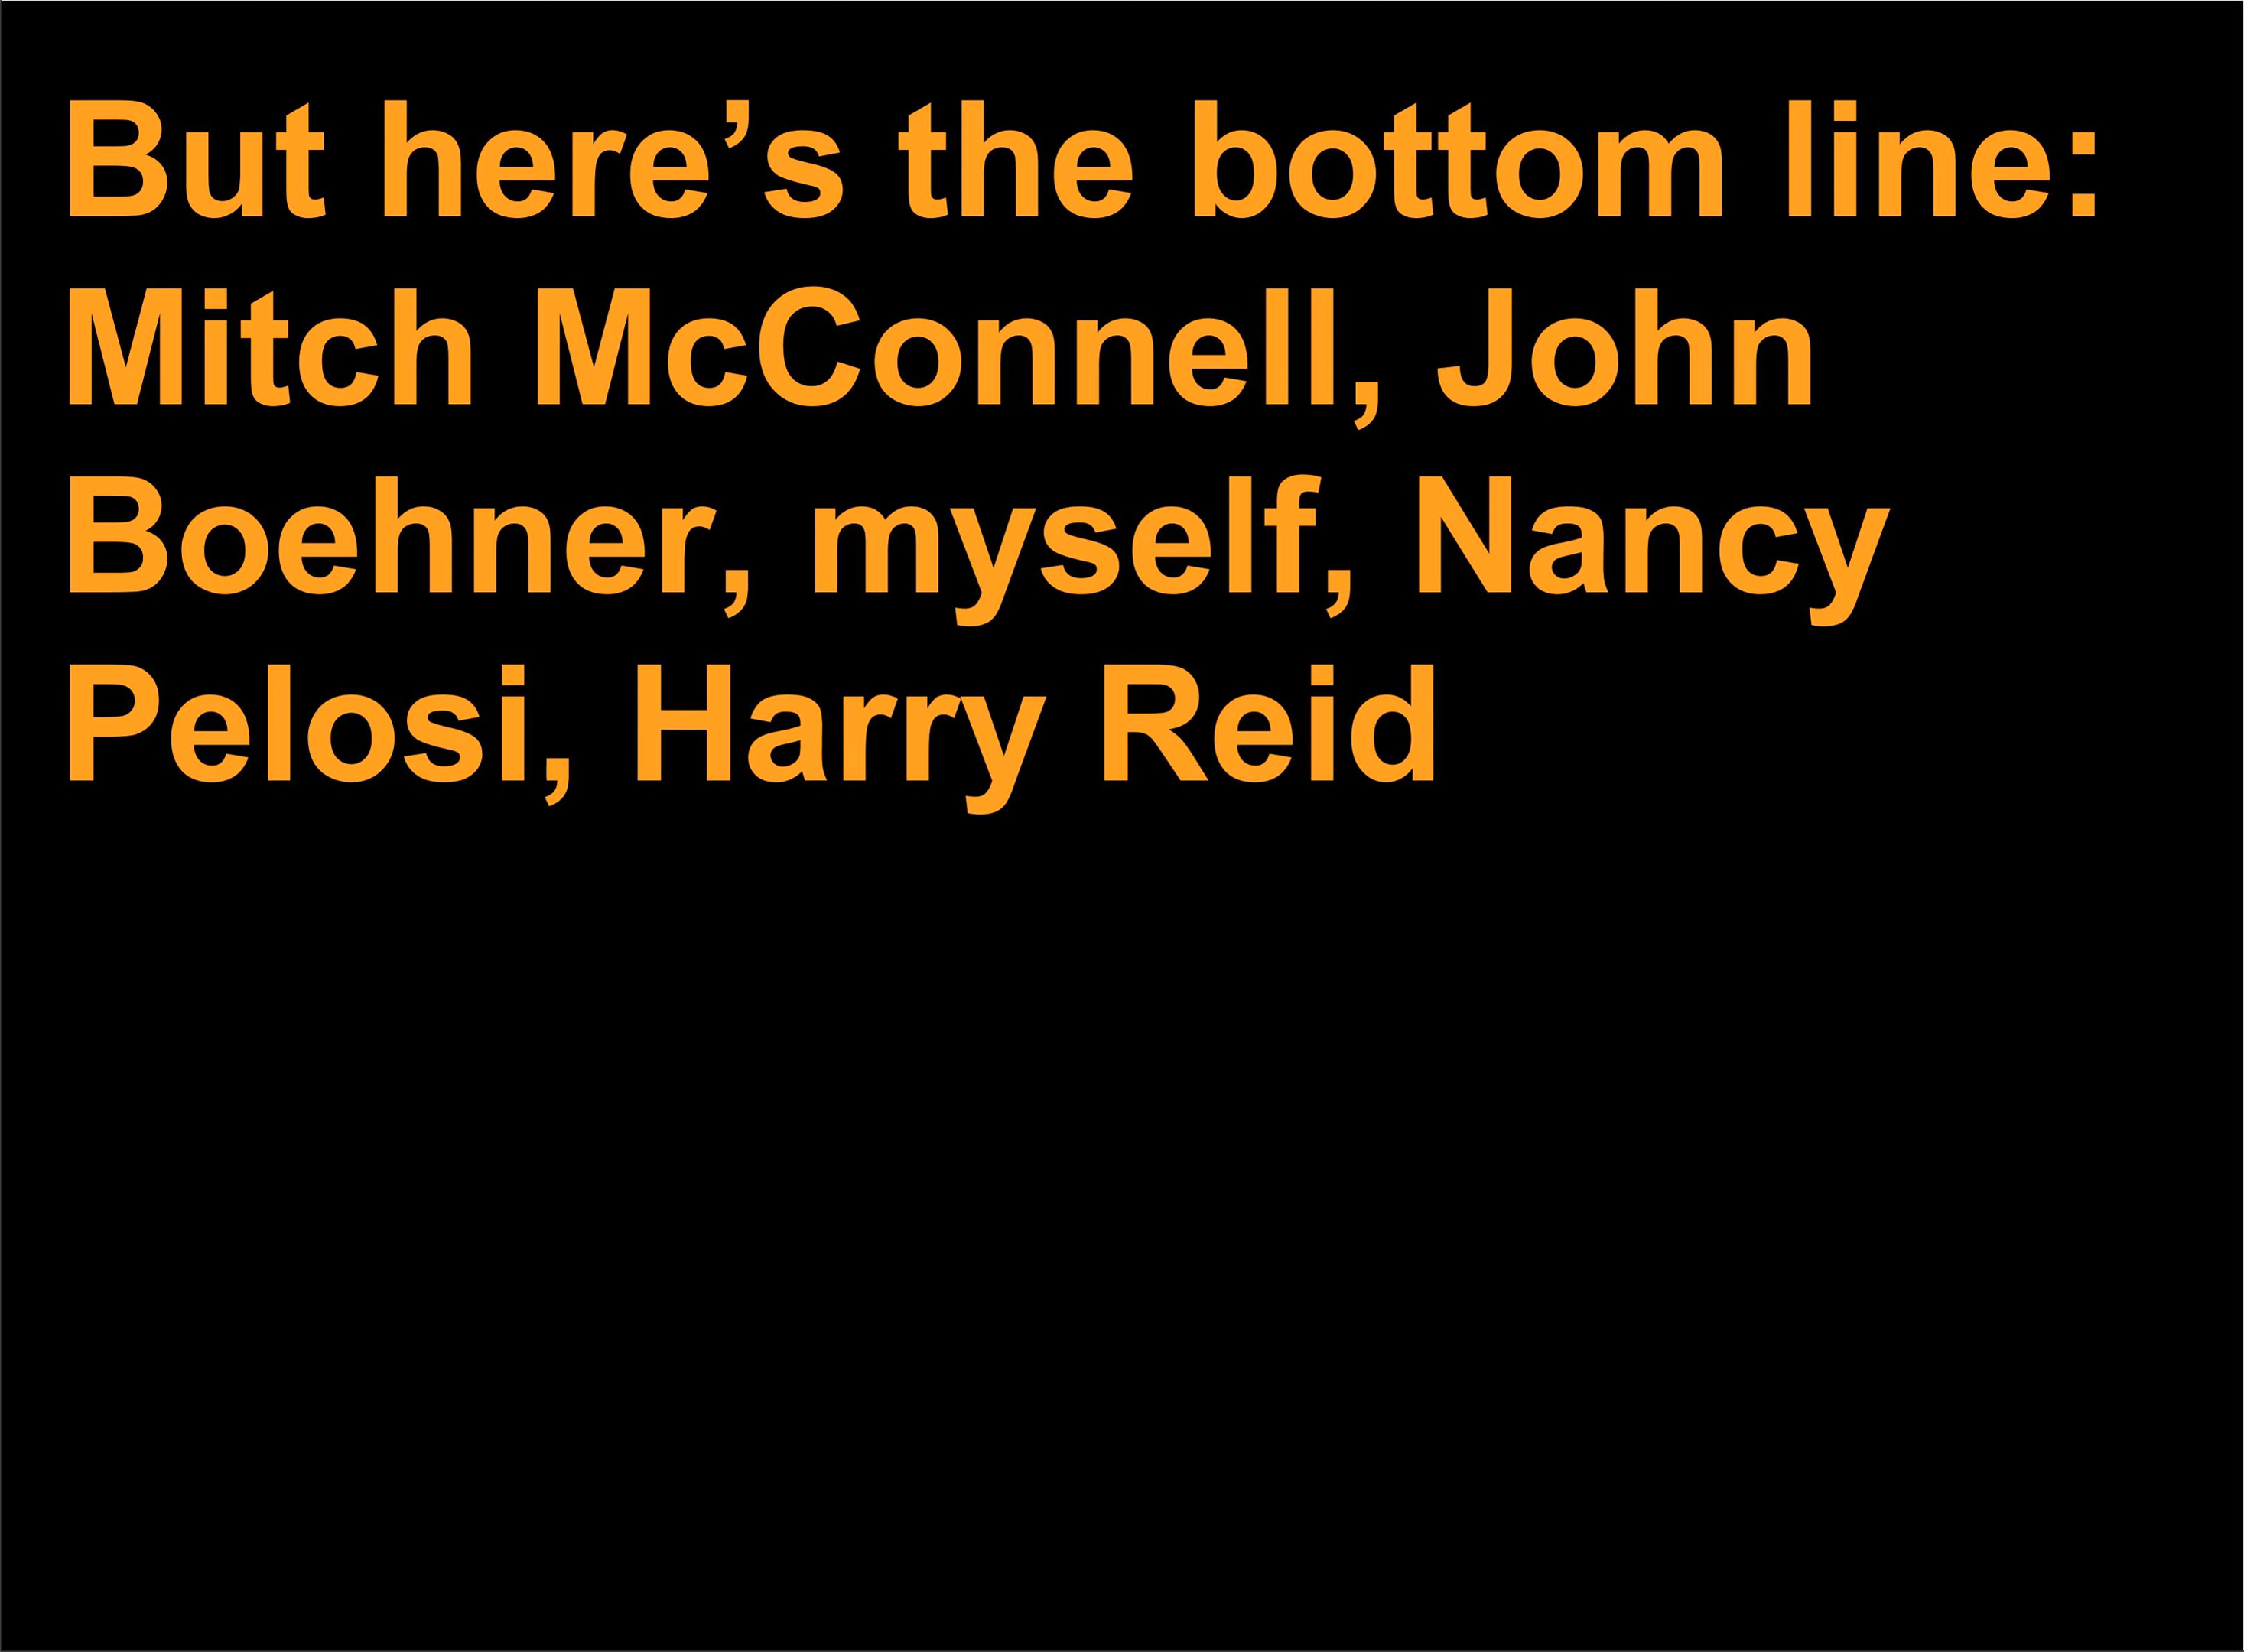 But here’s the bottom line:
Mitch McConnell, John
Boehner, myself, Nancy
Pelosi, Harry Reid